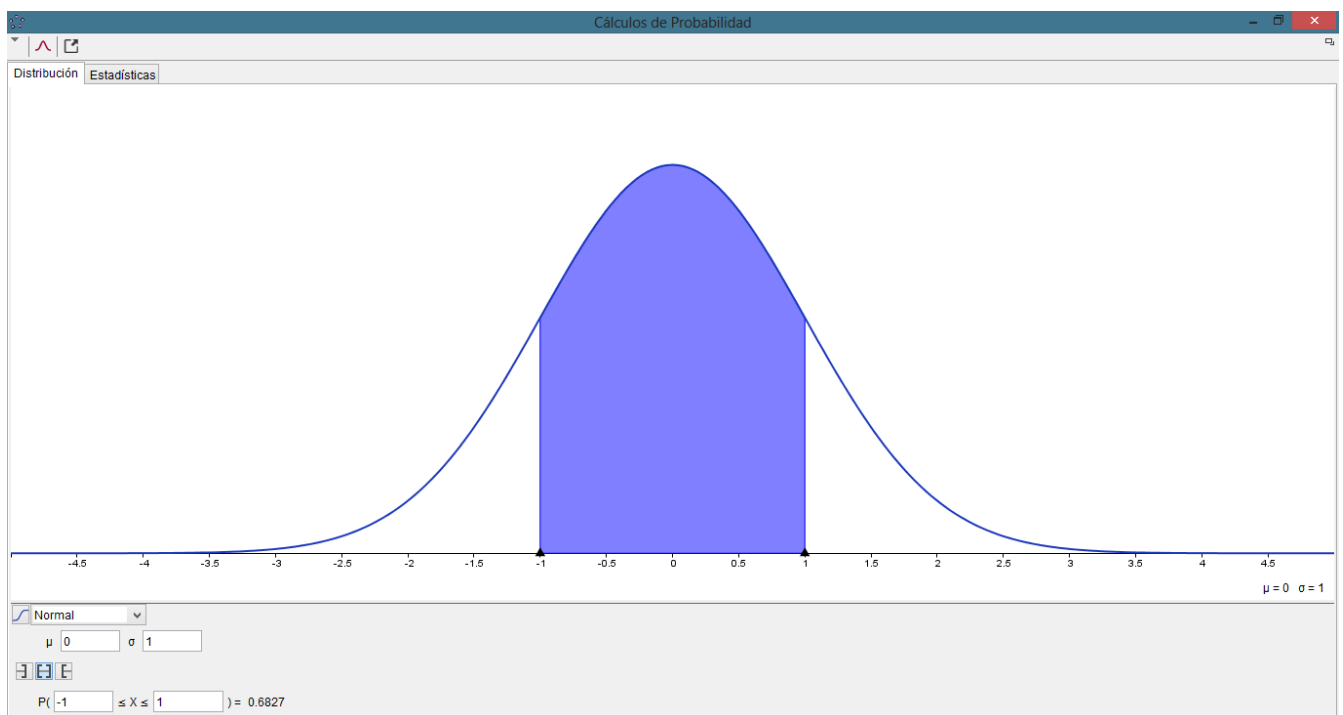 Cálculos de Probabilidad
Distribución Estadísticas
-4.5 -4 -3.5 -3 -2.5 -2 -1.5 -1 -0.5 0 0.5 1 1.5 2 2.5 3 3.5 4 4.5
μ = 0 σ = 1
Normal
μ 0 σ 1
P( -1 ≤ X ≤ 1 ) = 0.6827